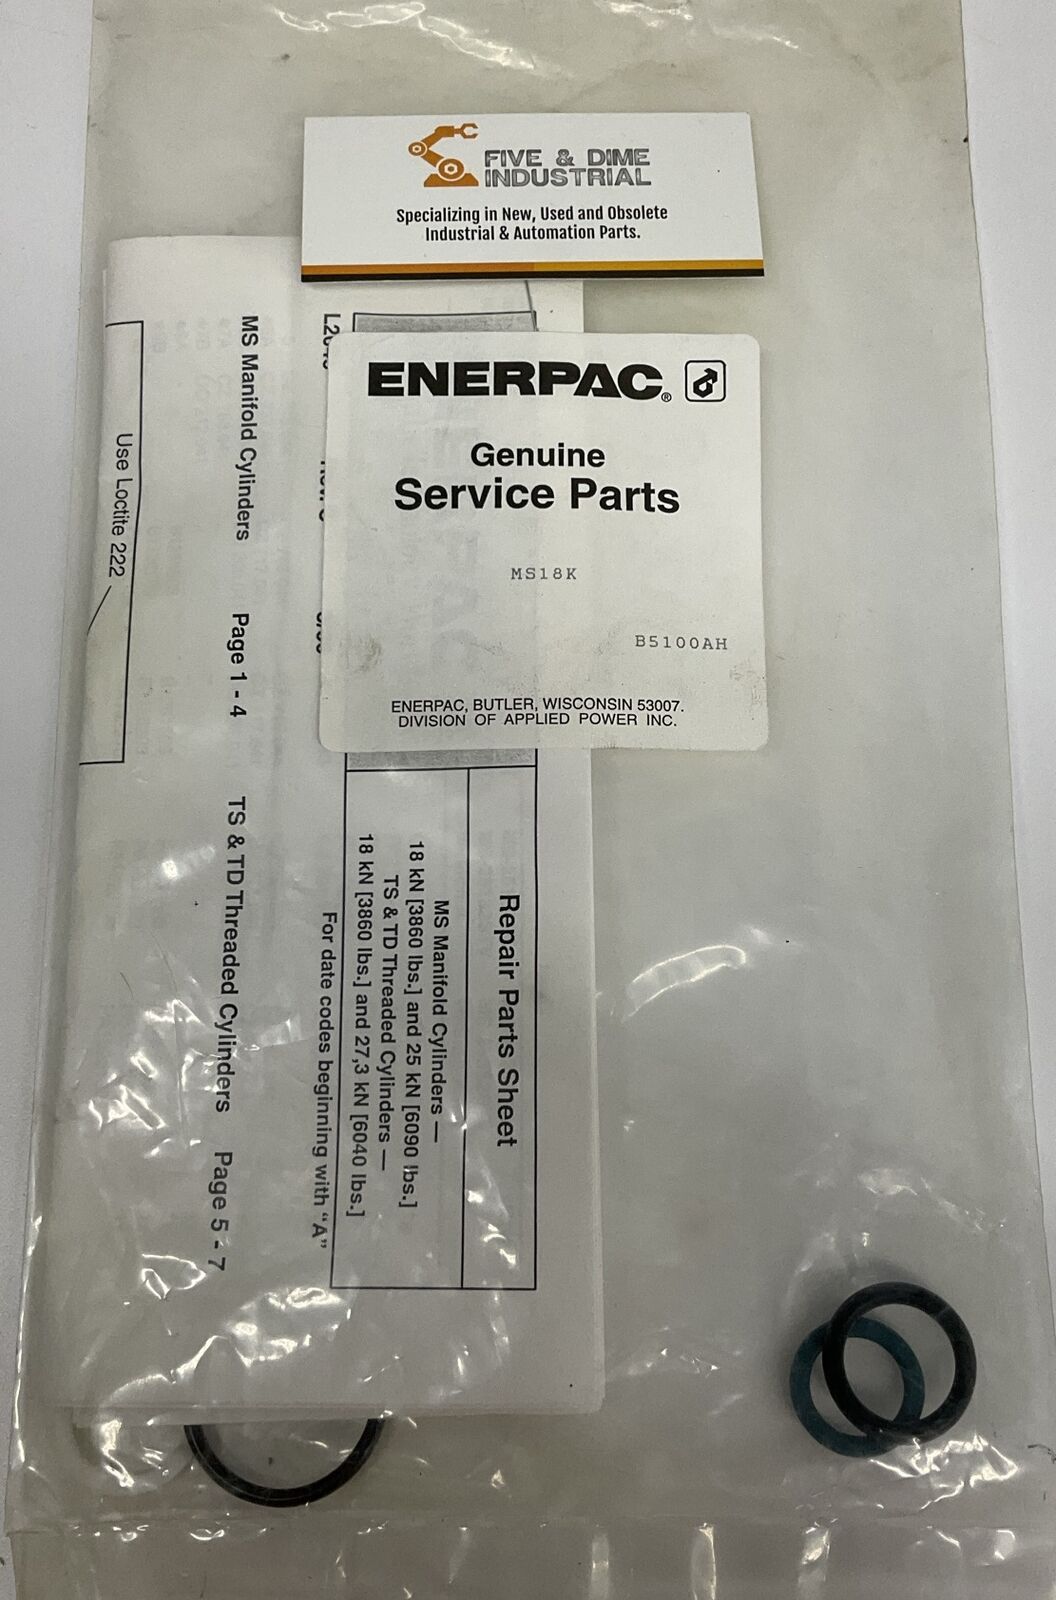 FIVE & DIME
INDUSTRIAL
Specializing in New, Used and Obsolete
Industrial & Automation Parts.
ENERPAC®
Genuine
Service Parts
MS18K
B5100AH
ENERPAC, BUTLER, WISCONSIN 53007.
DIVISION OF APPLIED POWER INC.
Repair Parts Sheet
MS Manifold Cylinders —
18 kN [3860 lbs.] and 25 kN [6090 lbs.]
TS & TD Threaded Cylinders —
18 kN [3860 lbs.] and 27,3 kN [6040 lbs.]
For date codes beginning with "A"
MS Manifold Cylinders Page 1 - 4 TS & TD Threaded Cylinders Page 5 - 7
Use Loctite 222